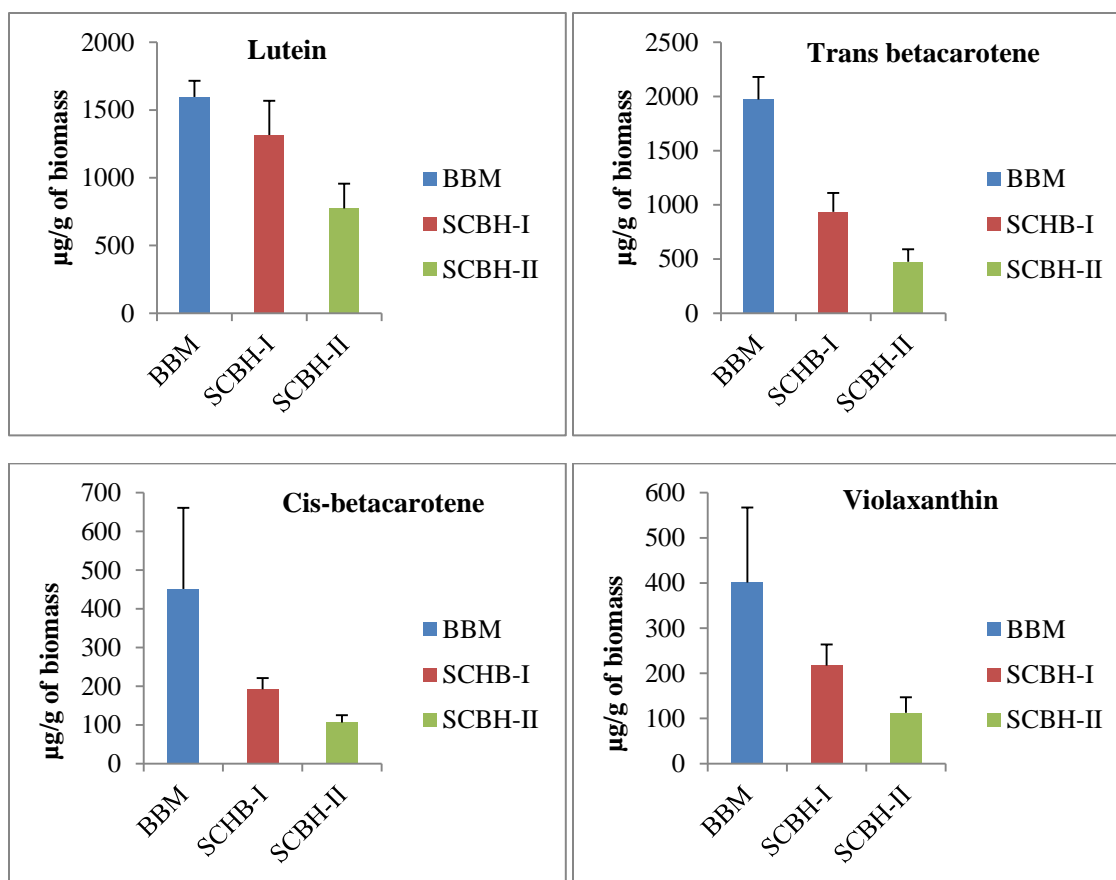 Lutein
µg/g of biomass
2000
1500
1000
500
0
BBM
SCBH-I
SCBH-II
BBM
SCBH-I
SCBH-II
Trans betacarotene
µg/g of biomass
2500
2000
1500
1000
500
0
BBM
SCHB-I
SCBH-II
BBM
SCHB-I
SCBH-II
Cis-betacarotene
µg/g of biomass
700
600
500
400
300
200
100
0
BBM
SCHB-I
SCBH-II
BBM
SCHB-I
SCBH-II
Violaxanthin
µg/g of biomass
600
500
400
300
200
100
0
BBM
SCBH-I
SCBH-II
BBM
SCBH-I
SCBH-II